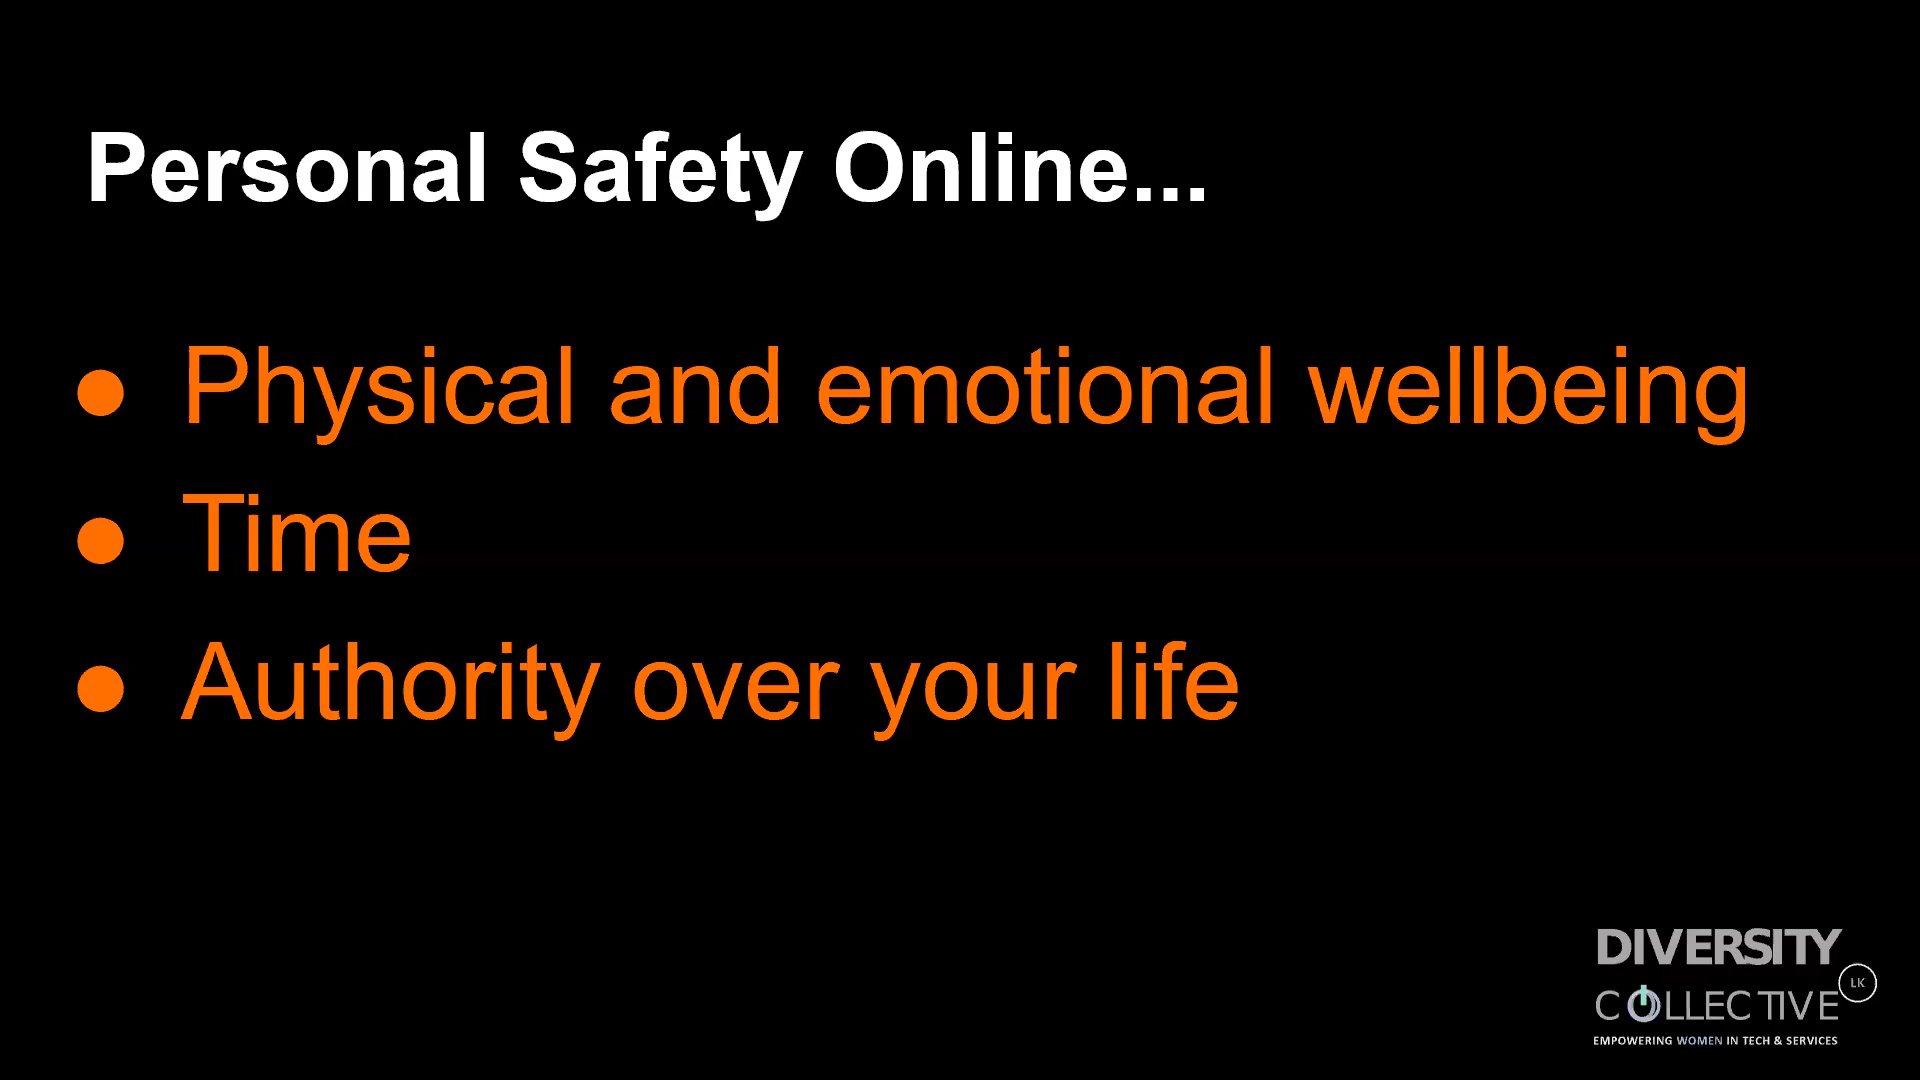 Personal Safety Online...
● Physical and emotional wellbeing
● Time
● Authority over your life
DIVERSITY
COLLECTIVE
LK
EMPOWERING WOMEN IN TECH & SERVICES